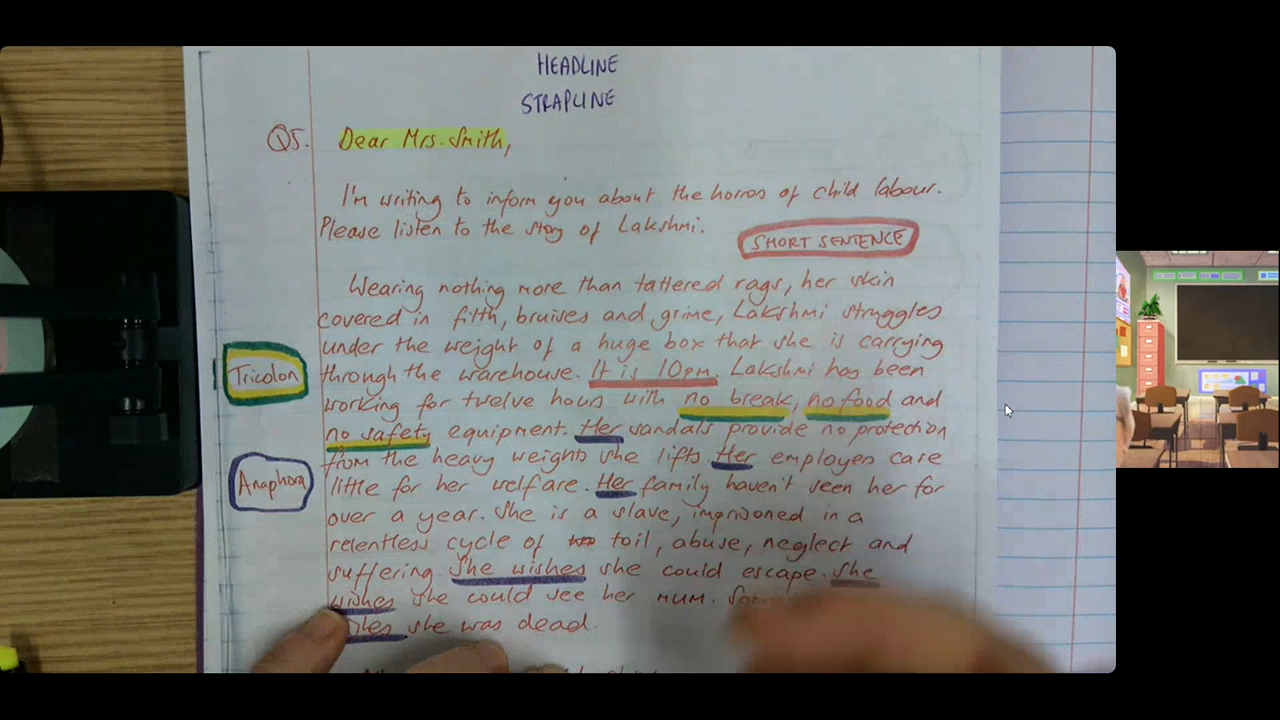 HEADLINE
STRAPLINE
Q5. Dear Mrs. Smith,
I'm writing to inform you about the horrors of child labour.
Please listen to the story of Lakshmi.
SHORT SENTENCE
Wearing nothing more than tattered rags, her skin
covered in filth, bruises and grime, Lakshmi struggles
under the weight of a huge box that she is carrying
through the warehouse. It is 10pm. Lakshmi has been
working for twelve hours with no break, no food and
no safety equipment. Her sandals provide no protection
from the heavy weights she lifts. Her employers care
little for her welfare. Her family haven't seen her for
over a year. She is a slave, imprisoned in a
relentless cycle of toil, abuse, neglect and
suffering. She wishes she could escape. She
wishes she could see her mum.
she was dead.
Tricolon
Anaphora